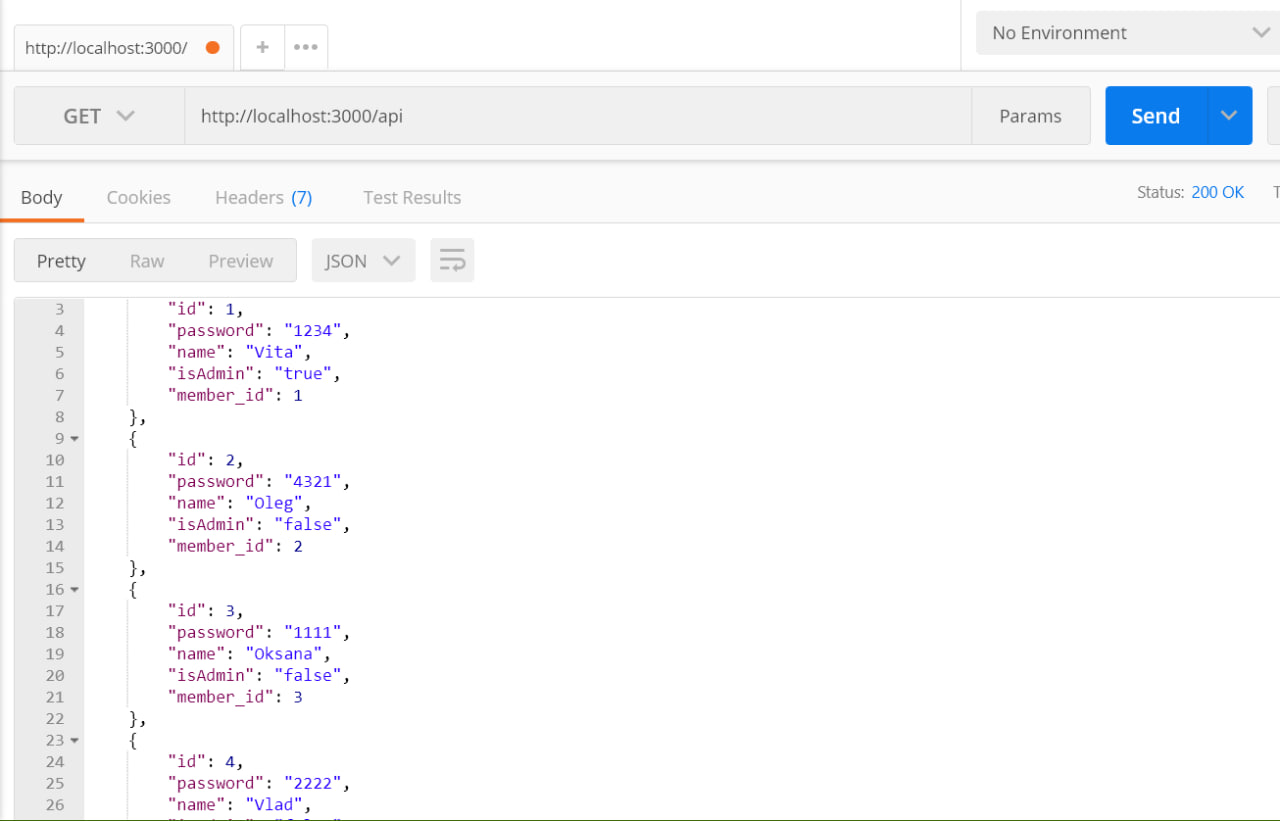 http://localhost:3000/
No Environment
GET http://localhost:3000/api Params Send
Body Cookies Headers (7) Test Results Status: 200 OK
Pretty Raw Preview JSON
3 "id": 1,
4 "password": "1234",
5 "name": "Vita",
6 "isAdmin": "true",
7 "member_id": 1
8 },
9 {
10 "id": 2,
11 "password": "4321",
12 "name": "Oleg",
13 "isAdmin": "false",
14 "member_id": 2
15 },
16 {
17 "id": 3,
18 "password": "1111",
19 "name": "Oksana",
20 "isAdmin": "false",
21 "member_id": 3
22 },
23 {
24 "id": 4,
25 "password": "2222",
26 "name": "Vlad",